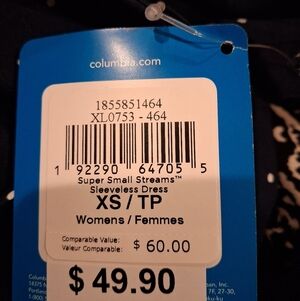 columbia.com
1855851464
XL0753 - 464
1 92290 64705 5
Super Small Streams™
Sleeveless Dress
XS / TP
Womens / Femmes
Comparable Value:
Valeur Comparable: $ 60.00
$ 49.90